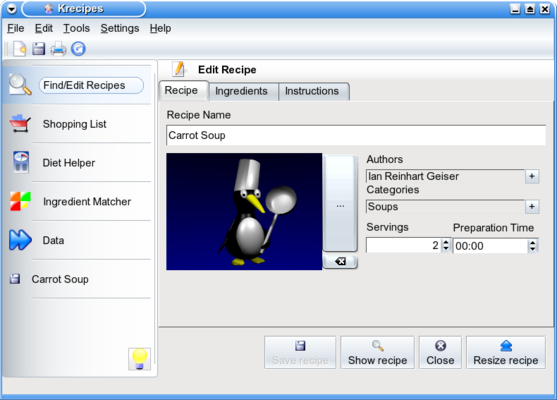 Krecipes
File Edit Tools Settings Help
Find/Edit Recipes
Shopping List
Diet Helper
Ingredient Matcher
Data
Carrot Soup
Edit Recipe
Recipe Ingredients Instructions
Recipe Name
Carrot Soup
...
Authors
Ian Reinhart Geiser
Categories
Soups
Servings Preparation Time
2 00:00
Save recipe Show recipe Close Resize recipe